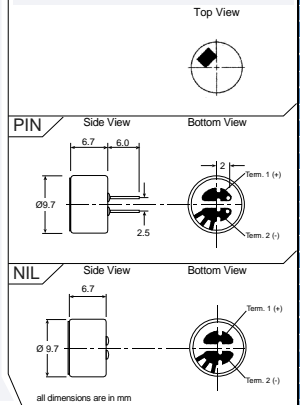 Top View
PIN
Side View Bottom View
6.7 6.0
2
Term. 1 (+)
Ø9.7
2.5
Term. 2 (-)
NIL
Side View Bottom View
6.7
Term. 1 (+)
Ø 9.7
Term. 2 (-)
all dimensions are in mm